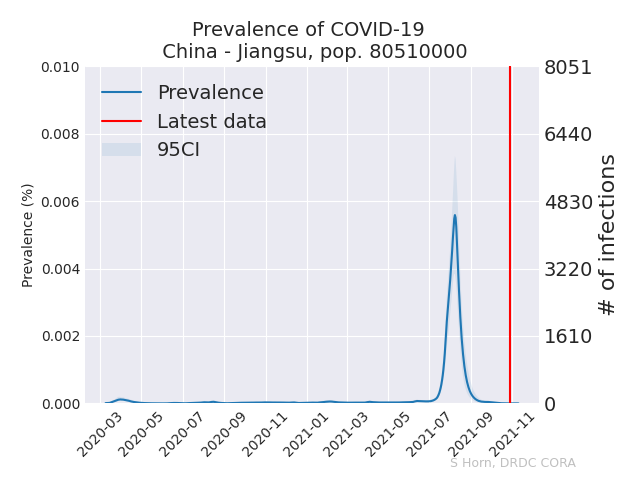 Prevalence of COVID-19
China - Jiangsu, pop. 80510000
0.010
0.008
0.006
0.004
0.002
0.000
Prevalence (%)
Prevalence
Latest data
95CI
8051
6440
4830
3220
1610
0
# of infections
2020-03
2020-05
2020-07
2020-09
2020-11
2021-01
2021-03
2021-05
2021-07
2021-09
2021-11
S Horn, DRDC CORA